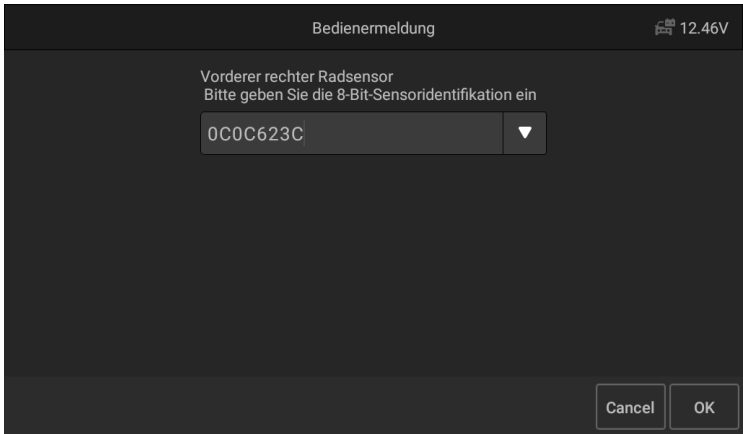 Bedienermeldung
12.46V
Vorderer rechter Radsensor
Bitte geben Sie die 8-Bit-Sensoridentifikation ein
0C0C623C
Cancel
OK